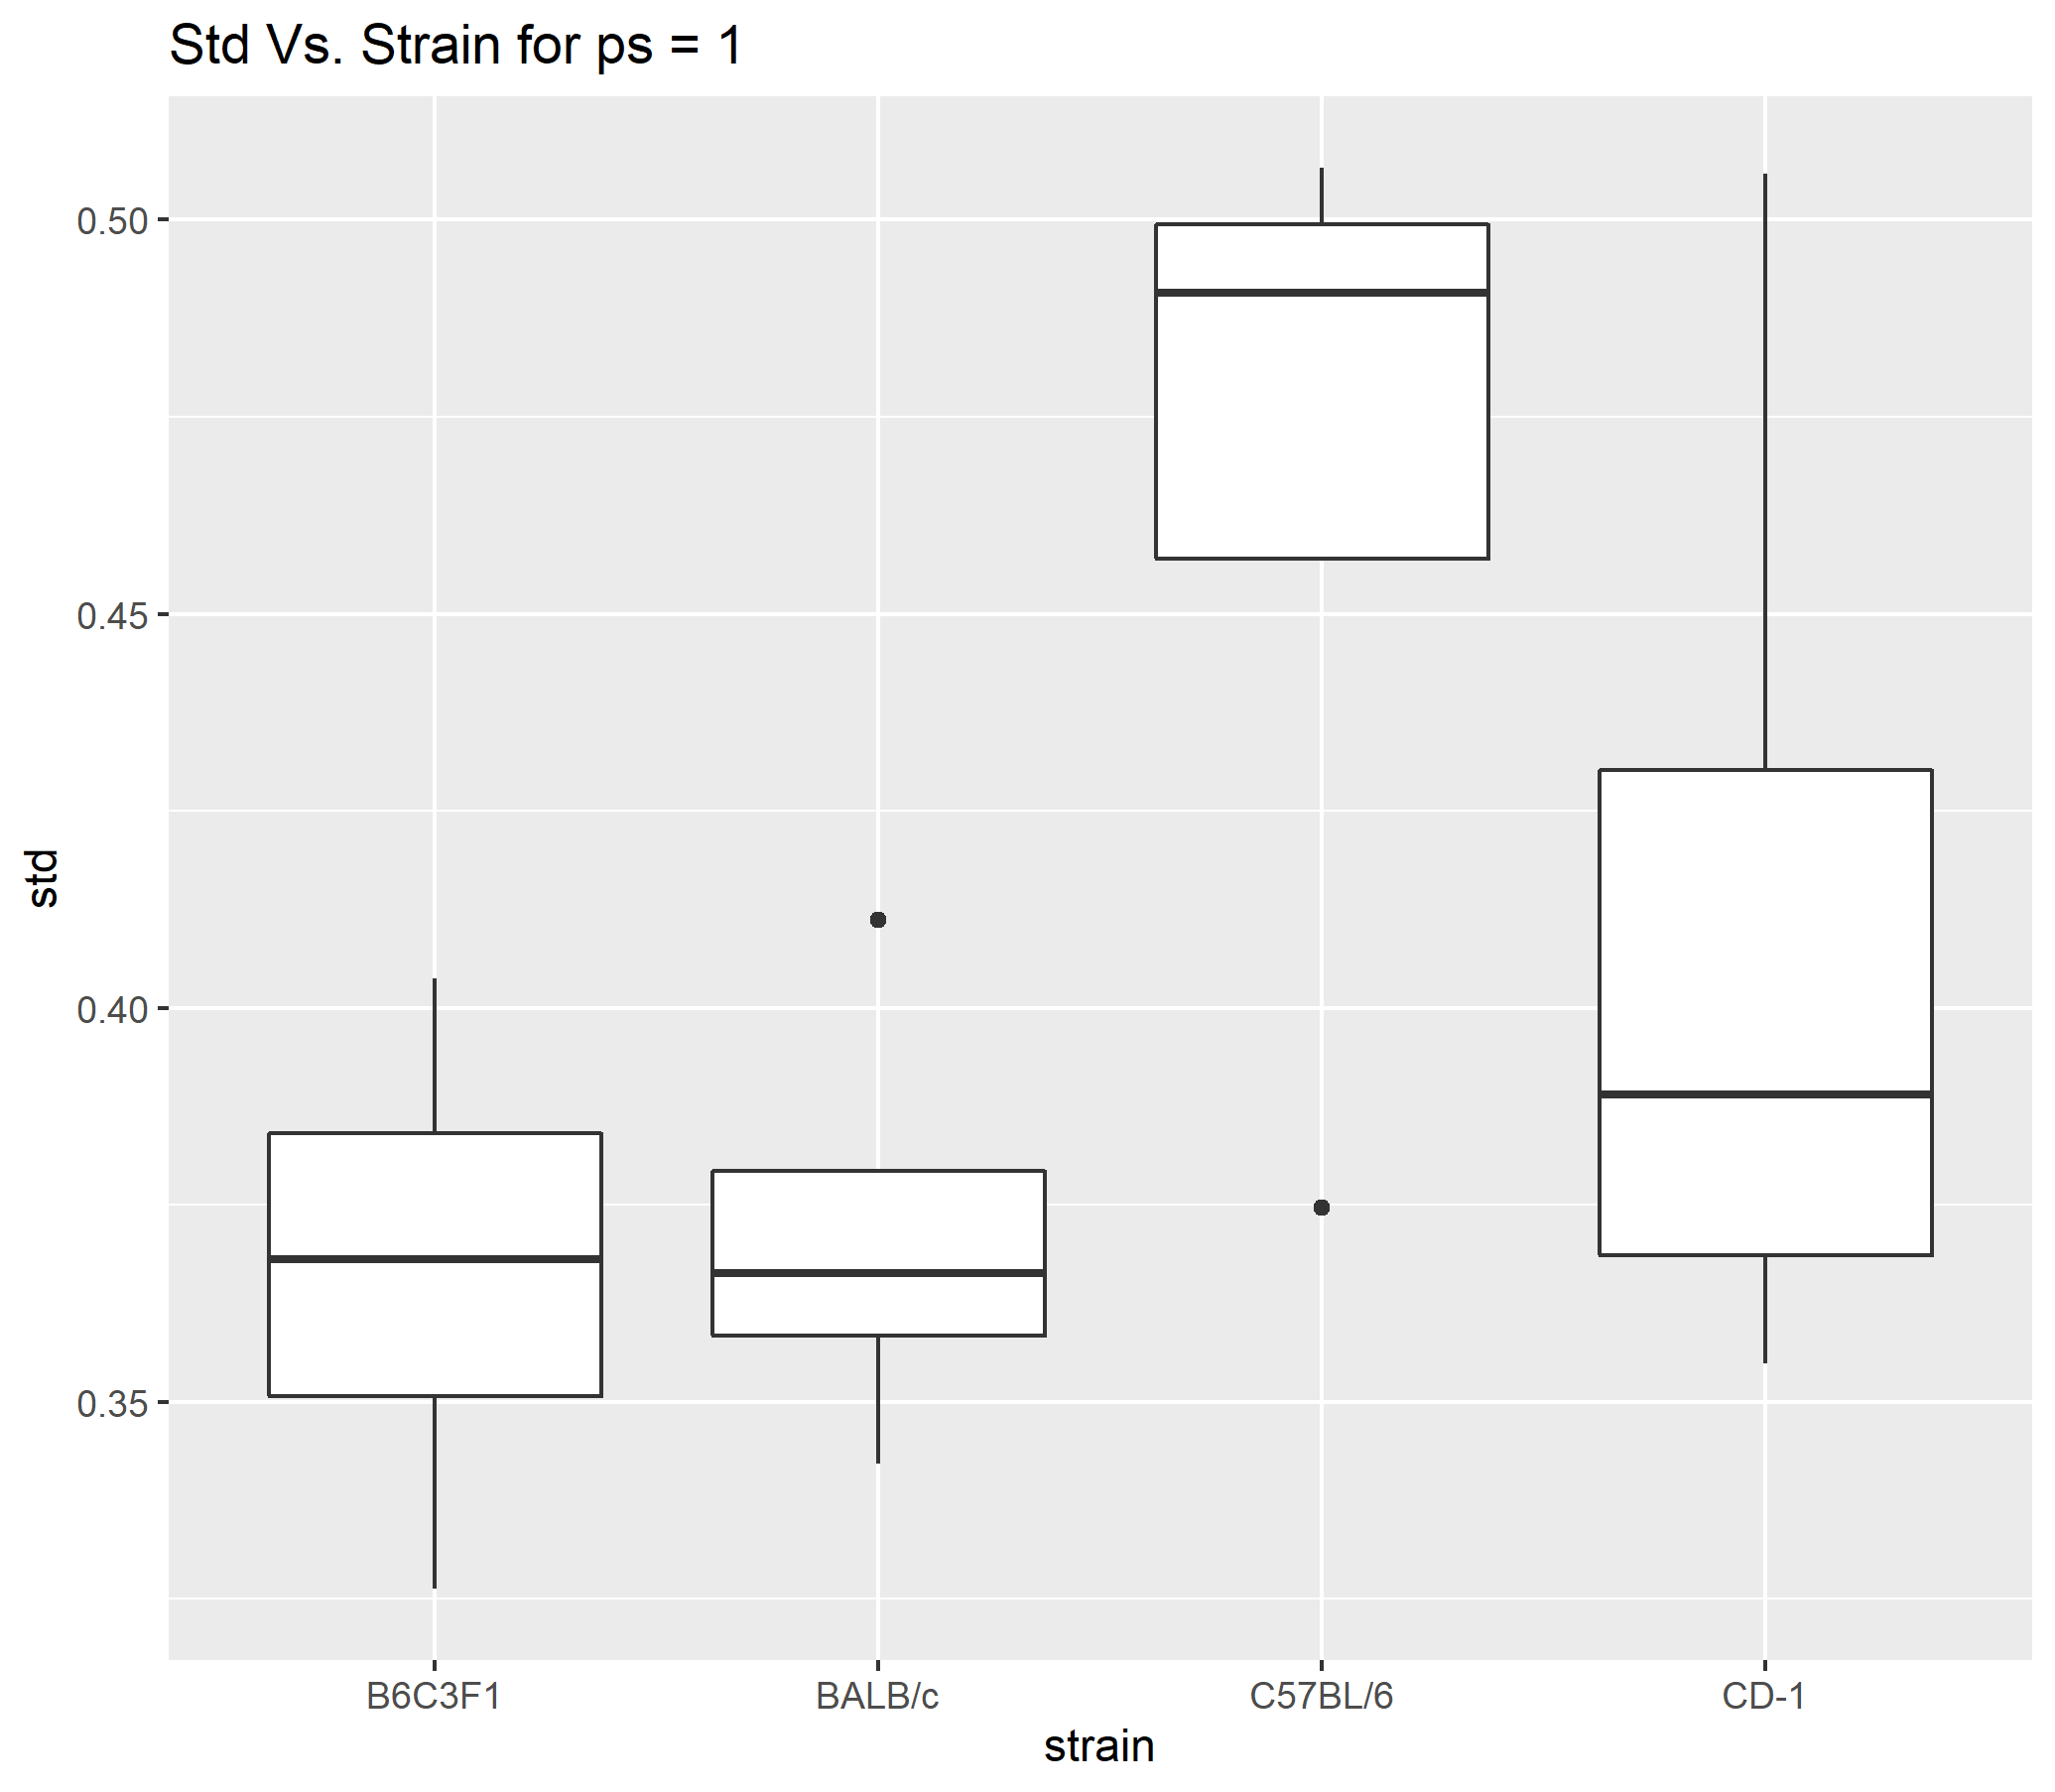 Std Vs. Strain for ps = 1
0.50
0.45
0.40
0.35
std
B6C3F1 BALB/c C57BL/6 CD-1
strain